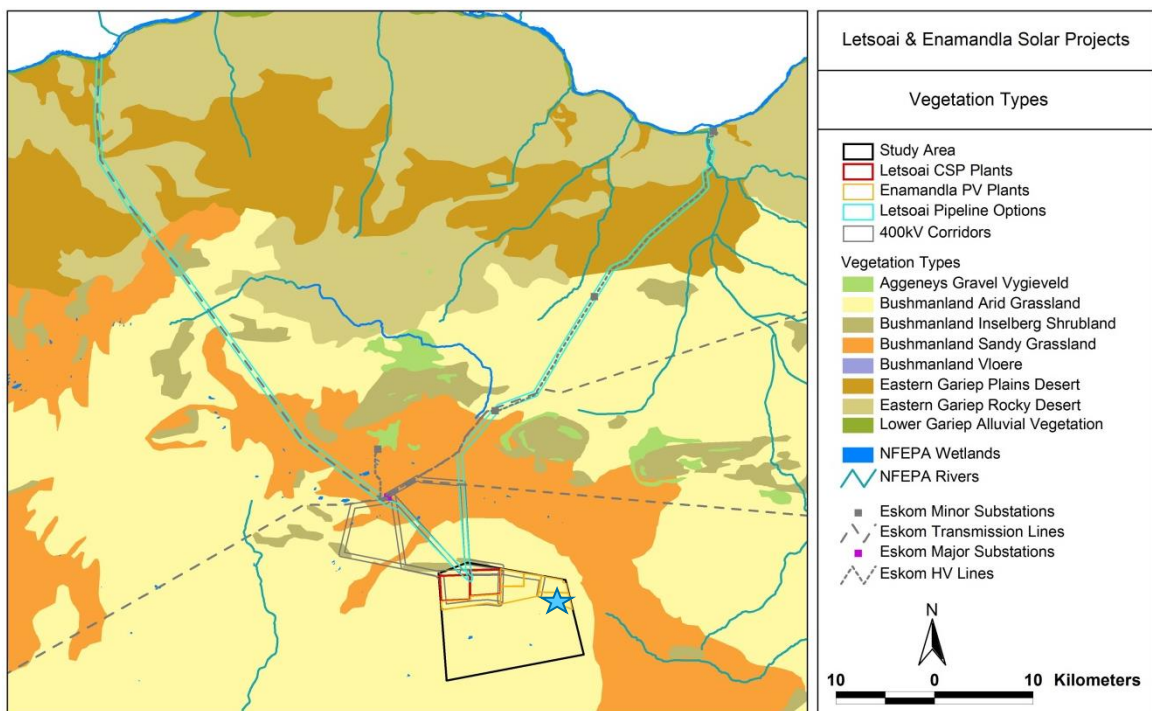 Letsoai & Enamandla Solar Projects
Vegetation Types
Study Area
Letsoai CSP Plants
Enamandla PV Plants
Letsoai Pipeline Options
400kV Corridors
Vegetation Types
Aggeneys Gravel Vygieveld
Bushmanland Arid Grassland
Bushmanland Inselberg Shrubland
Bushmanland Sandy Grassland
Bushmanland Vloere
Eastern Gariep Plains Desert
Eastern Gariep Rocky Desert
Lower Gariep Alluvial Vegetation
NFEPA Wetlands
NFEPA Rivers
Eskom Minor Substations
Eskom Transmission Lines
Eskom Major Substations
Eskom HV Lines
N
10 0 10 Kilometers